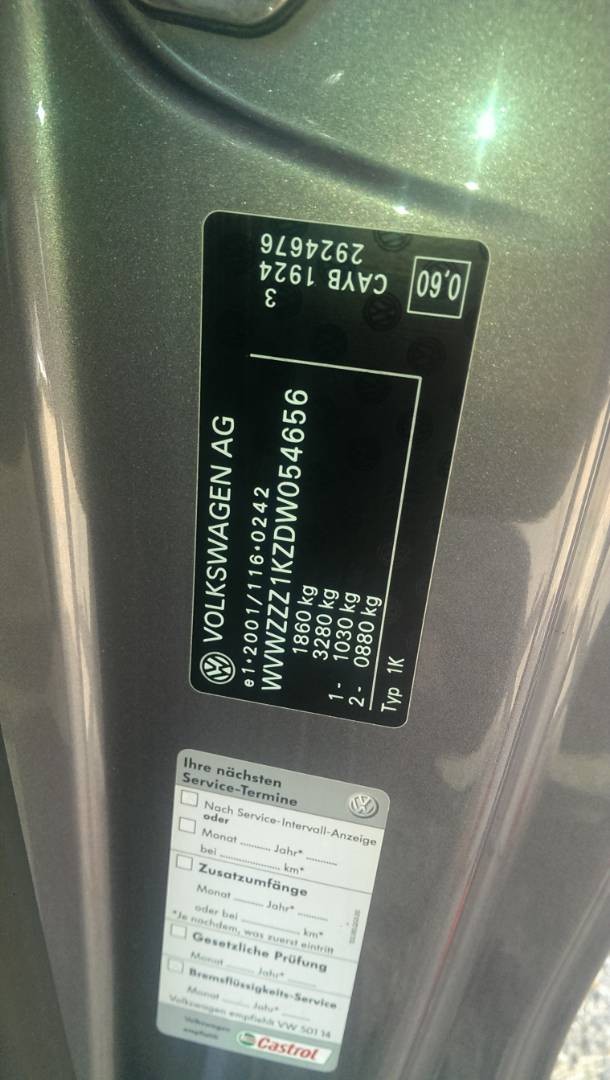 VOLKSWAGEN AG
e1*2001/116*0242
WVWZZZ1KZDW054656
1860 kg
3280 kg
1- 1030 kg
2- 0880 kg
Typ 1K
3
CAYB 1924
2924676
0,60
Ihre nächsten
Service-Termine
Nach Service-Intervall-Anzeige
oder
Monat ........ Jahr* ........
bei ............... km*
Zusatzumfänge
Monat ........ Jahr* ........
oder bei ............... km*
*Je nachdem, was zuerst eintritt
Gesetzliche Prüfung
Monat ........ Jahr* ........
Bremsflüssigkeits-Service
Monat ........ Jahr* ........
Volkswagen empfiehlt VW 501 14
Volkswagen
empfiehlt
Castrol